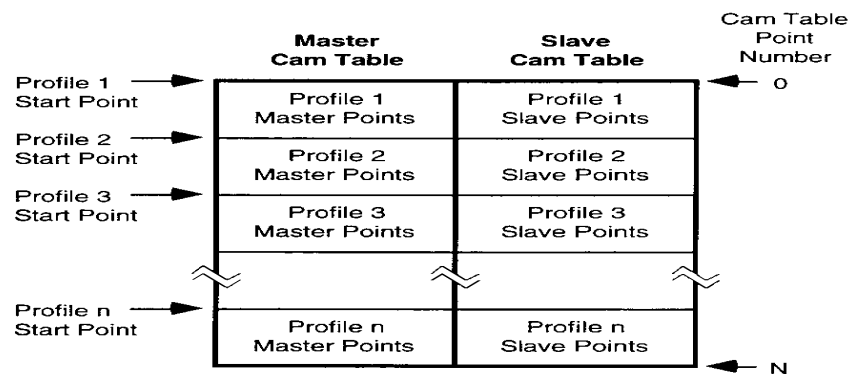 Master
Cam Table
Slave
Cam Table
Cam Table
Point
Number
0
Profile 1
Start Point
Profile 1
Master Points
Profile 1
Slave Points
Profile 2
Start Point
Profile 2
Master Points
Profile 2
Slave Points
Profile 3
Start Point
Profile 3
Master Points
Profile 3
Slave Points
Profile n
Start Point
Profile n
Master Points
Profile n
Slave Points
N